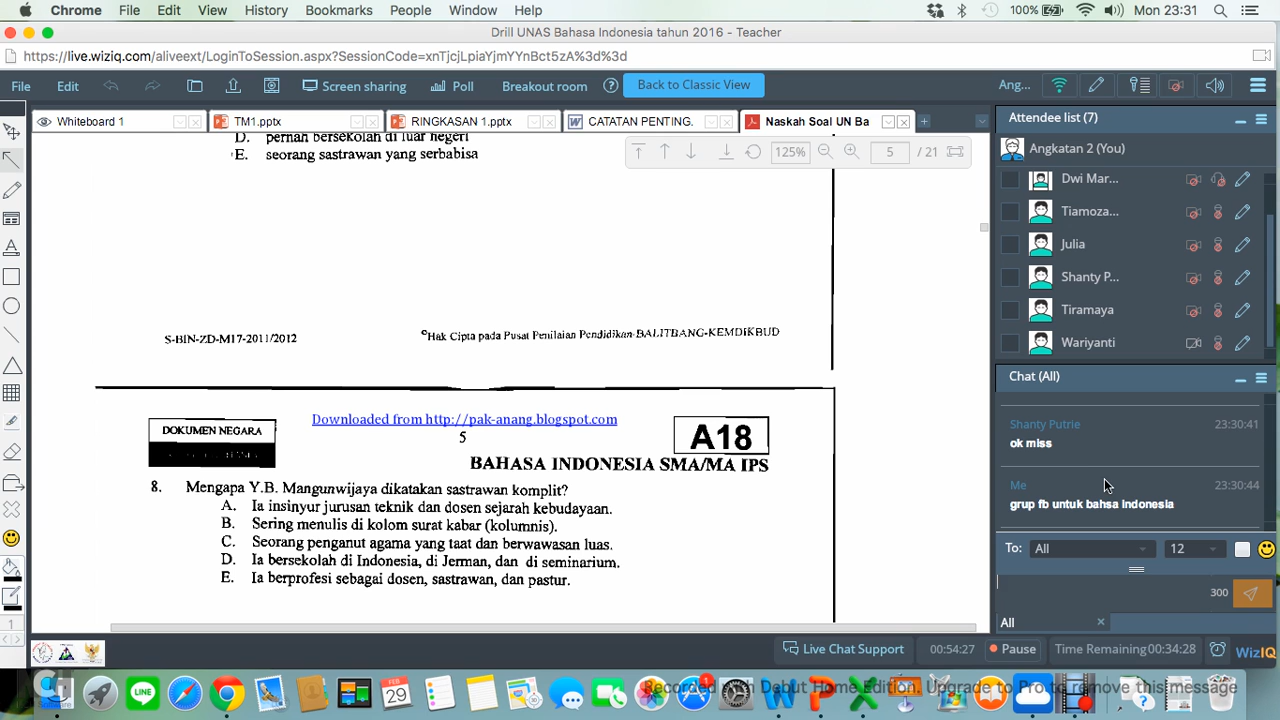 Chrome File Edit View History Bookmarks People Window Help 100% Mon 23:31
Drill UNAS Bahasa Indonesia tahun 2016 - Teacher
https://live.wiziq.com/aliveext/LoginToSession.aspx?SessionCode=xnTjcjLpiaYjmYYnBct5zA%3d%3d
File Edit Screen sharing Poll Breakout room Back to Classic View Ang...
Whiteboard 1 TM1.pptx RINGKASAN 1.pptx CATATAN PENTING. Naskah Soal UN Ba
D. pernah bersekolah di luar negeri
E. seorang sastrawan yang serbabisa
125% 5 / 21
S-BIN-ZD-M17-2011/2012
©Hak Cipta pada Pusat Penilaian Pendidikan-BALITBANG-KEMDIKBUD
DOKUMEN NEGARA
Downloaded from http://pak-anang.blogspot.com
5
A18
BAHASA INDONESIA SMA/MA IPS
8. Mengapa Y.B. Mangunwijaya dikatakan sastrawan komplit?
A. Ia insinyur jurusan teknik dan dosen sejarah kebudayaan.
B. Sering menulis di kolom surat kabar (kolumnis).
C. Seorang penganut agama yang taat dan berwawasan luas.
D. Ia bersekolah di Indonesia, di Jerman, dan di seminarium.
E. Ia berprofesi sebagai dosen, sastrawan, dan pastur.
1
Attendee list (7)
Angkatan 2 (You)
Dwi Mar...
Tiamoza...
Julia
Shanty P...
Tiramaya
Wariyanti
Chat (All)
Shanty Putrie 23:30:41
ok miss
Me 23:30:44
grup fb untuk bahsa indonesia
To: All 12
300
All
Live Chat Support 00:54:27 Pause Time Remaining 00:34:28 WizIQ
LINE FEB 29
Recorded with Debut Home Edition. Upgrade to Pro to remove this message